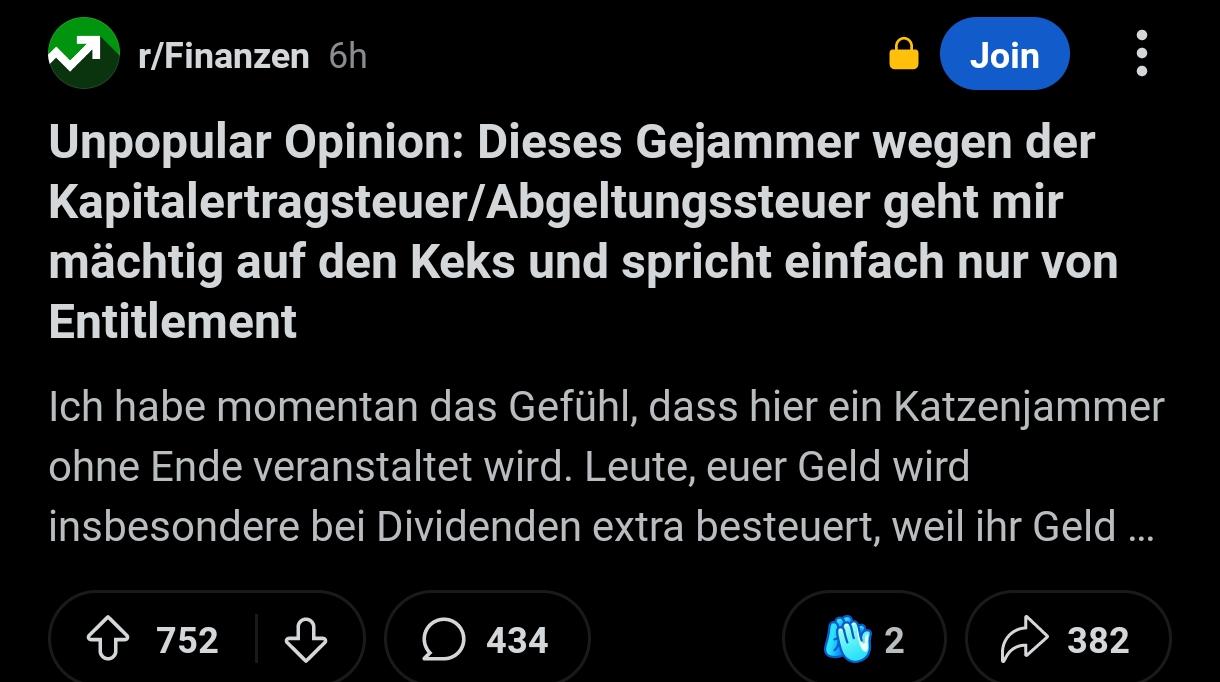 r/Finanzen 6h
Join
Unpopular Opinion: Dieses Gejammer wegen der
Kapitalertragsteuer/Abgeltungssteuer geht mir
mächtig auf den Keks und spricht einfach nur von
Entitlement
Ich habe momentan das Gefühl, dass hier ein Katzenjammer
ohne Ende veranstaltet wird. Leute, euer Geld wird
insbesondere bei Dividenden extra besteuert, weil ihr Geld ...
752
434
2
382